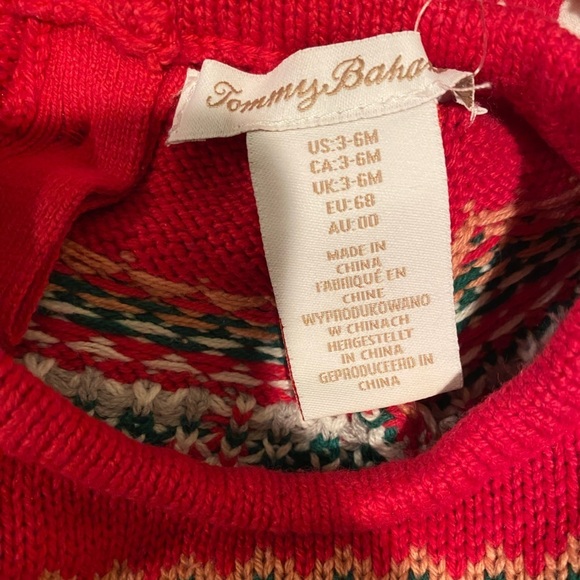 Tommy Baha
US:3-6M
CA:3-6M
UK:3-6M
EU:68
AU:00
MADE IN
CHINA
FABRIQUÉ EN
CHINE
WYPRODUKOWANO
W CHINACH
HERGESTELLT
IN CHINA
GEPRODUCEERD IN
CHINA